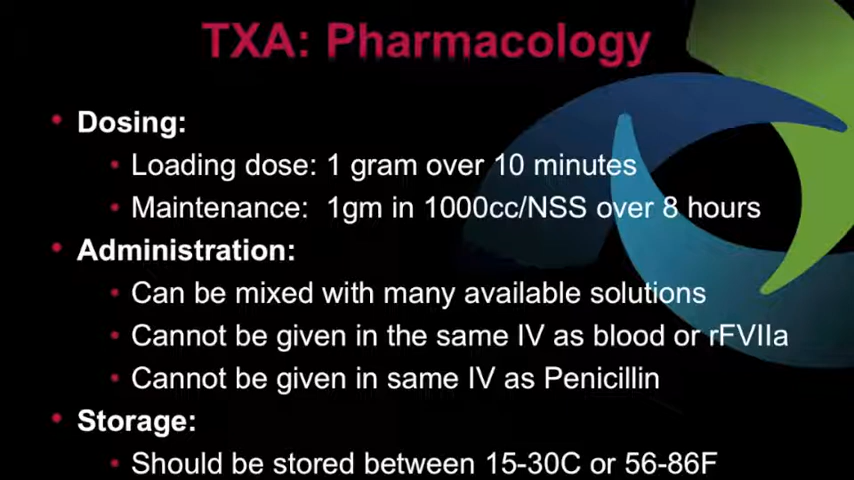 TXA: Pharmacology
• Dosing:
• Loading dose: 1 gram over 10 minutes
• Maintenance:  1gm in 1000cc/NSS over 8 hours
• Administration:
• Can be mixed with many available solutions
• Cannot be given in the same IV as blood or rFVIIa
• Cannot be given in same IV as Penicillin
• Storage:
• Should be stored between 15-30C or 56-86F